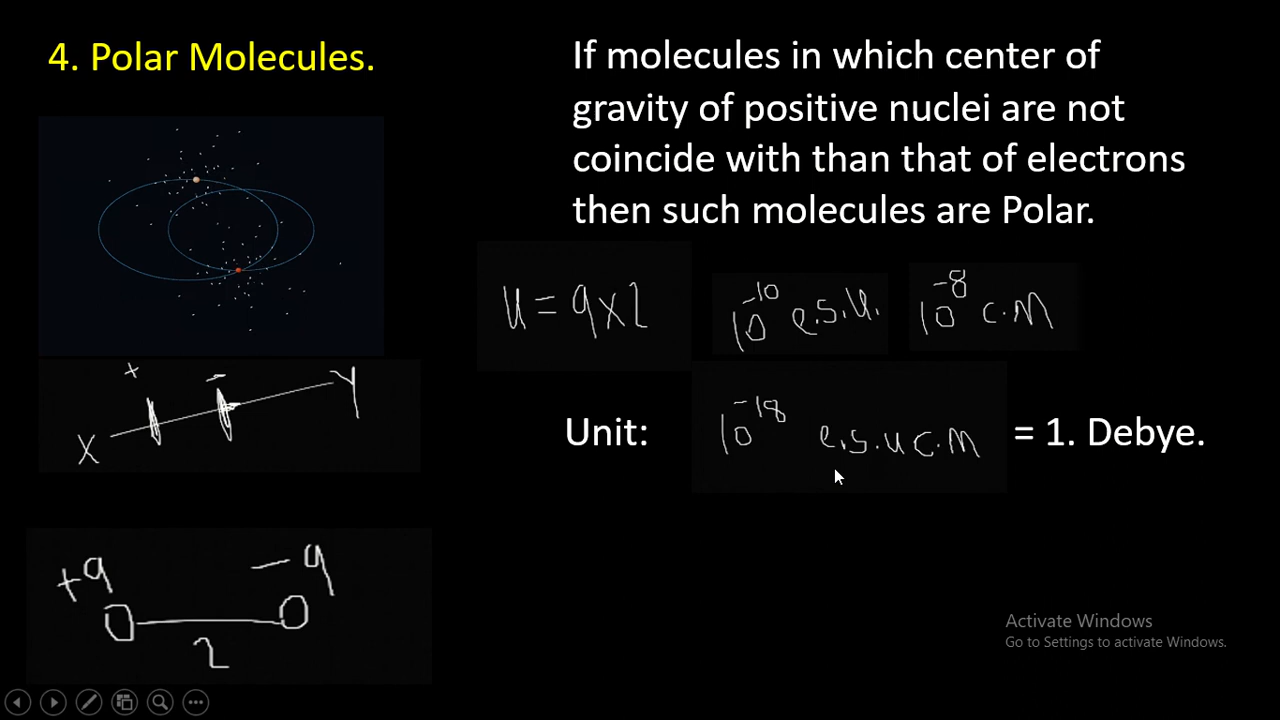 4. Polar Molecules.
If molecules in which center of
gravity of positive nuclei are not
coincide with than that of electrons
then such molecules are Polar.
u = q x 2
10^-10 e.s.u.
10^-8 c.M
+ -
X Y
Unit: 10^-18 e.s.u c.M = 1. Debye.
+q -q
2
Activate Windows
Go to Settings to activate Windows.